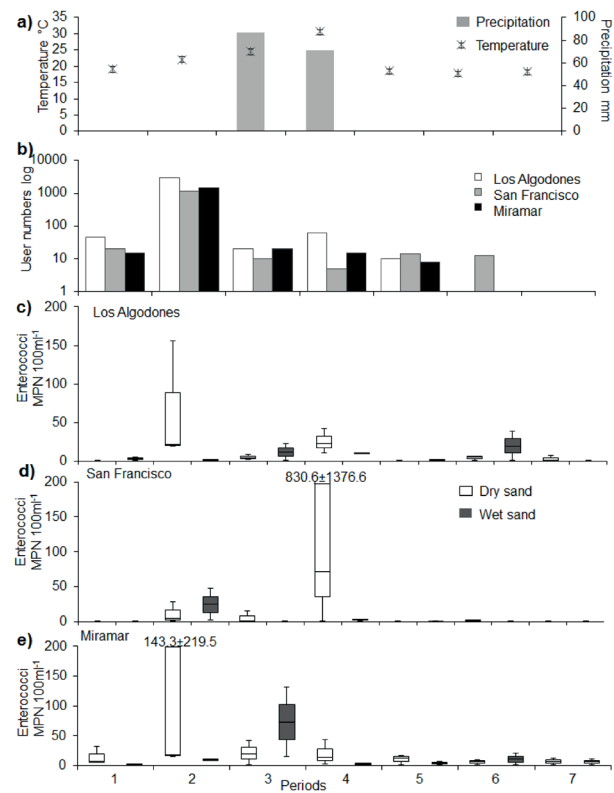 a)
35
30
25
20
15
10
5
0
Temperature °C
Precipitation
Temperature
100
80
60
40
20
0
Precipitation mm
b)
10000
1000
100
10
1
User numbers log
Los Algodones
San Francisco
Miramar
c)
Los Algodones
200
150
100
50
0
Enterococci
MPN 100ml-1
d)
San Francisco
830.6±1376.6
200
150
100
50
0
Enterococci
MPN 100ml-1
Dry sand
Wet sand
e)
Miramar
143.3±219.5
200
150
100
50
0
Enterococci
MPN 100ml-1
1 2 3 4 5 6 7
Periods